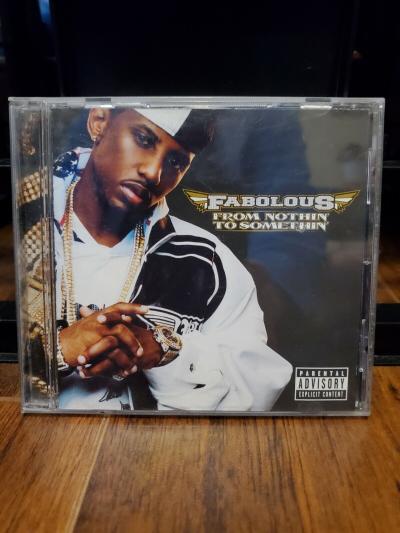 FABOLOUS
FROM NOTHIN'
TO SOMETHIN'
PARENTAL
ADVISORY
EXPLICIT CONTENT